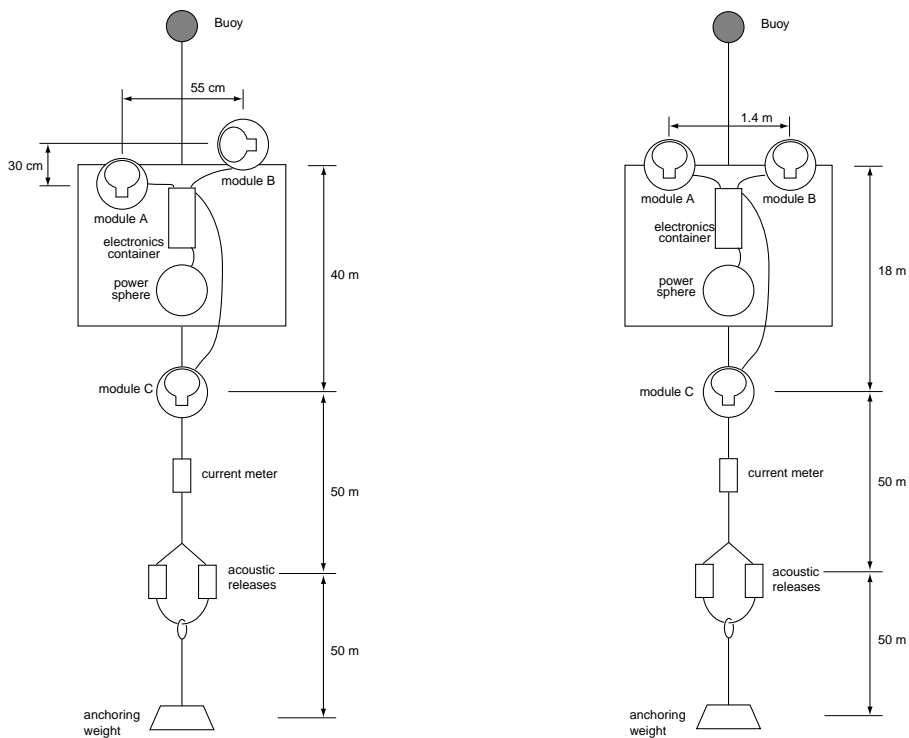 Buoy
55 cm
30 cm
module B
module A
electronics
container
power
sphere
40 m
module C
current meter
50 m
acoustic
releases
50 m
anchoring
weight
Buoy
1.4 m
module A
module B
electronics
container
power
sphere
18 m
module C
current meter
50 m
acoustic
releases
50 m
anchoring
weight